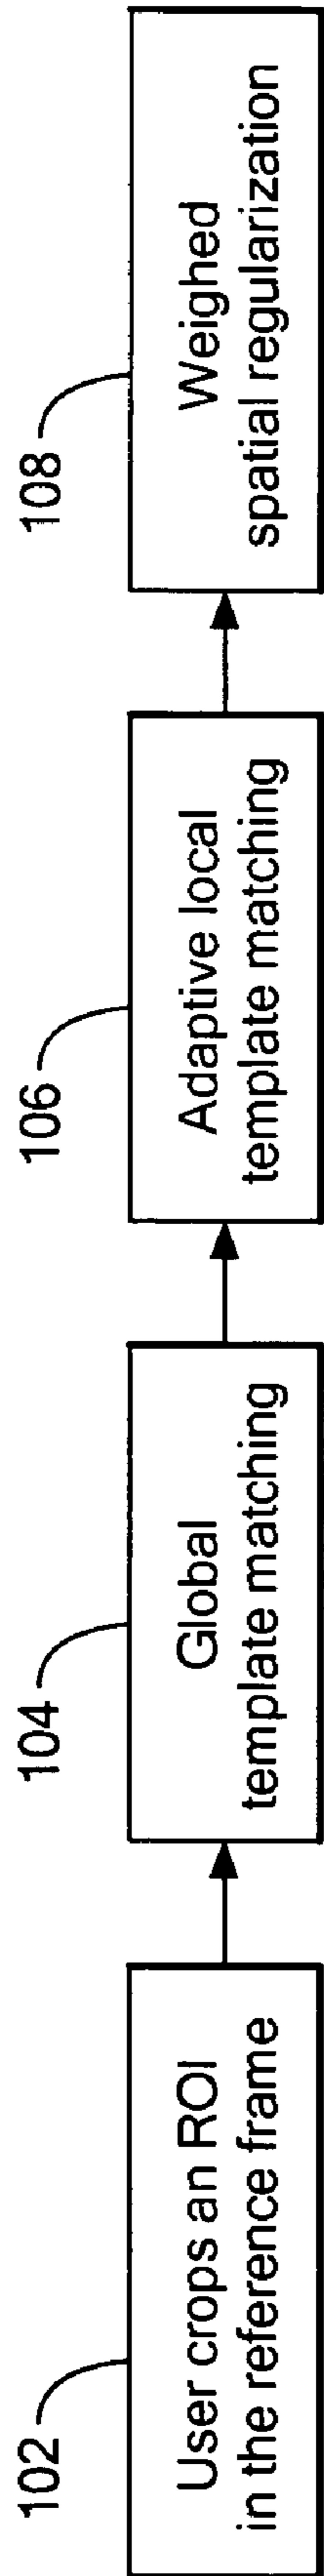 102
User crops an ROI
in the reference frame
104
Global
template matching
106
Adaptive local
template matching
108
Weighed
spatial regularization